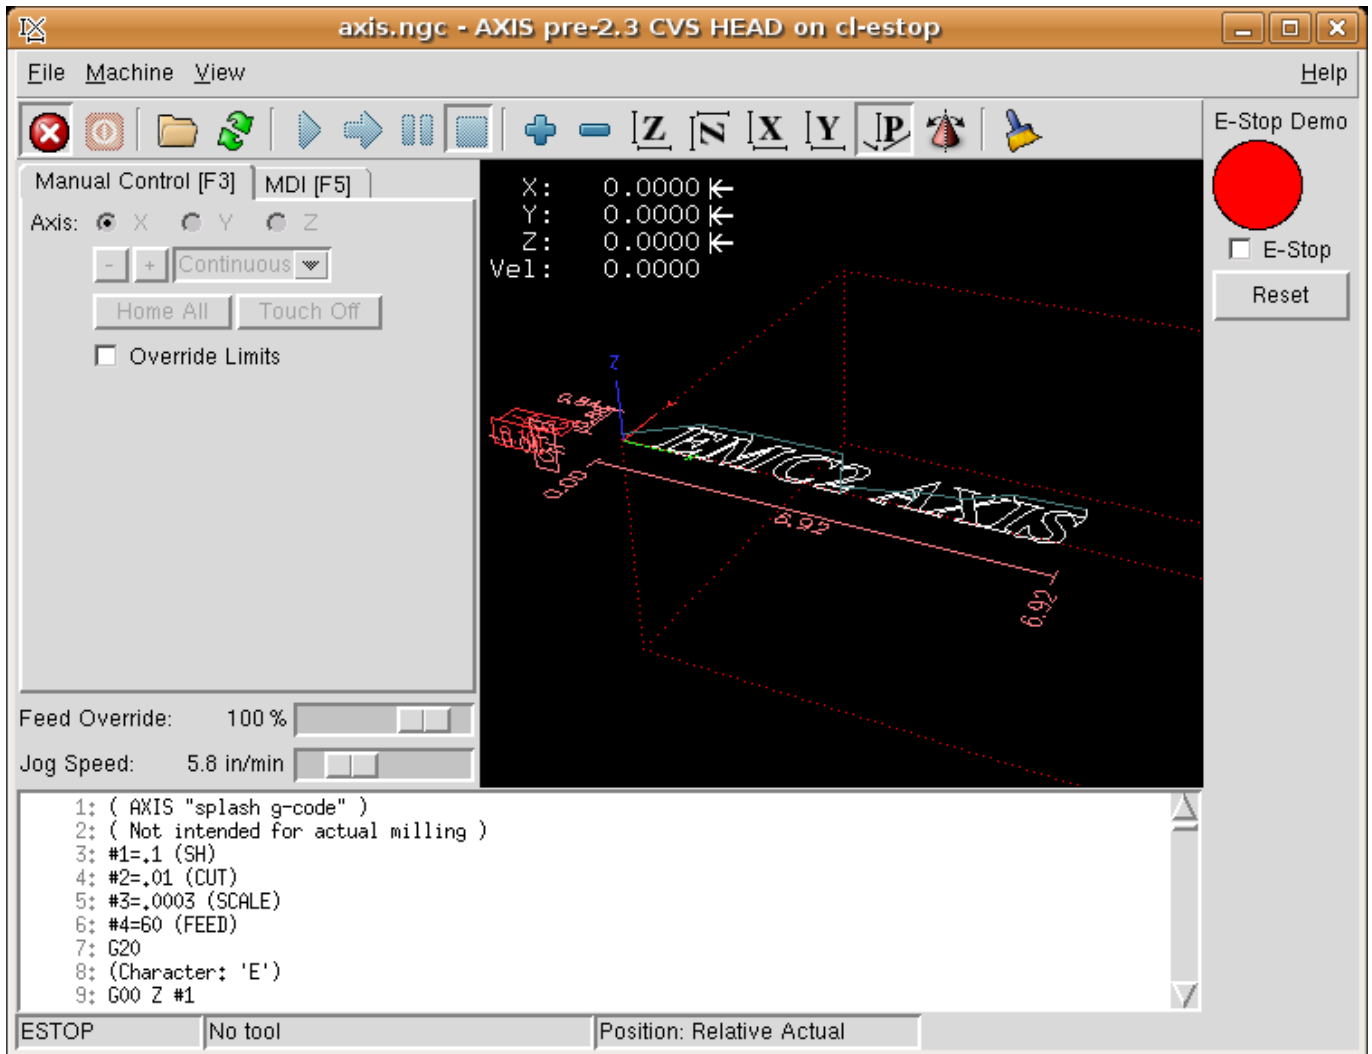 axis.ngc - AXIS pre-2.3 CVS HEAD on cl-estop
File Machine View Help
Z N X Y P
E-Stop Demo
E-Stop
Reset
Manual Control [F3] MDI [F5]
Axis: X Y Z
- + Continuous
Home All Touch Off
Override Limits
X: 0.0000
Y: 0.0000
Z: 0.0000
Vel: 0.0000
Z
EMC2 AXIS
0.00
6.92
6.92
Feed Override: 100 %
Jog Speed: 5.8 in/min
1: ( AXIS "splash g-code" )
2: ( Not intended for actual milling )
3: #1=.1 (SH)
4: #2=.01 (CUT)
5: #3=.0003 (SCALE)
6: #4=60 (FEED)
7: G20
8: (Character: 'E')
9: G00 Z #1
ESTOP No tool Position: Relative Actual